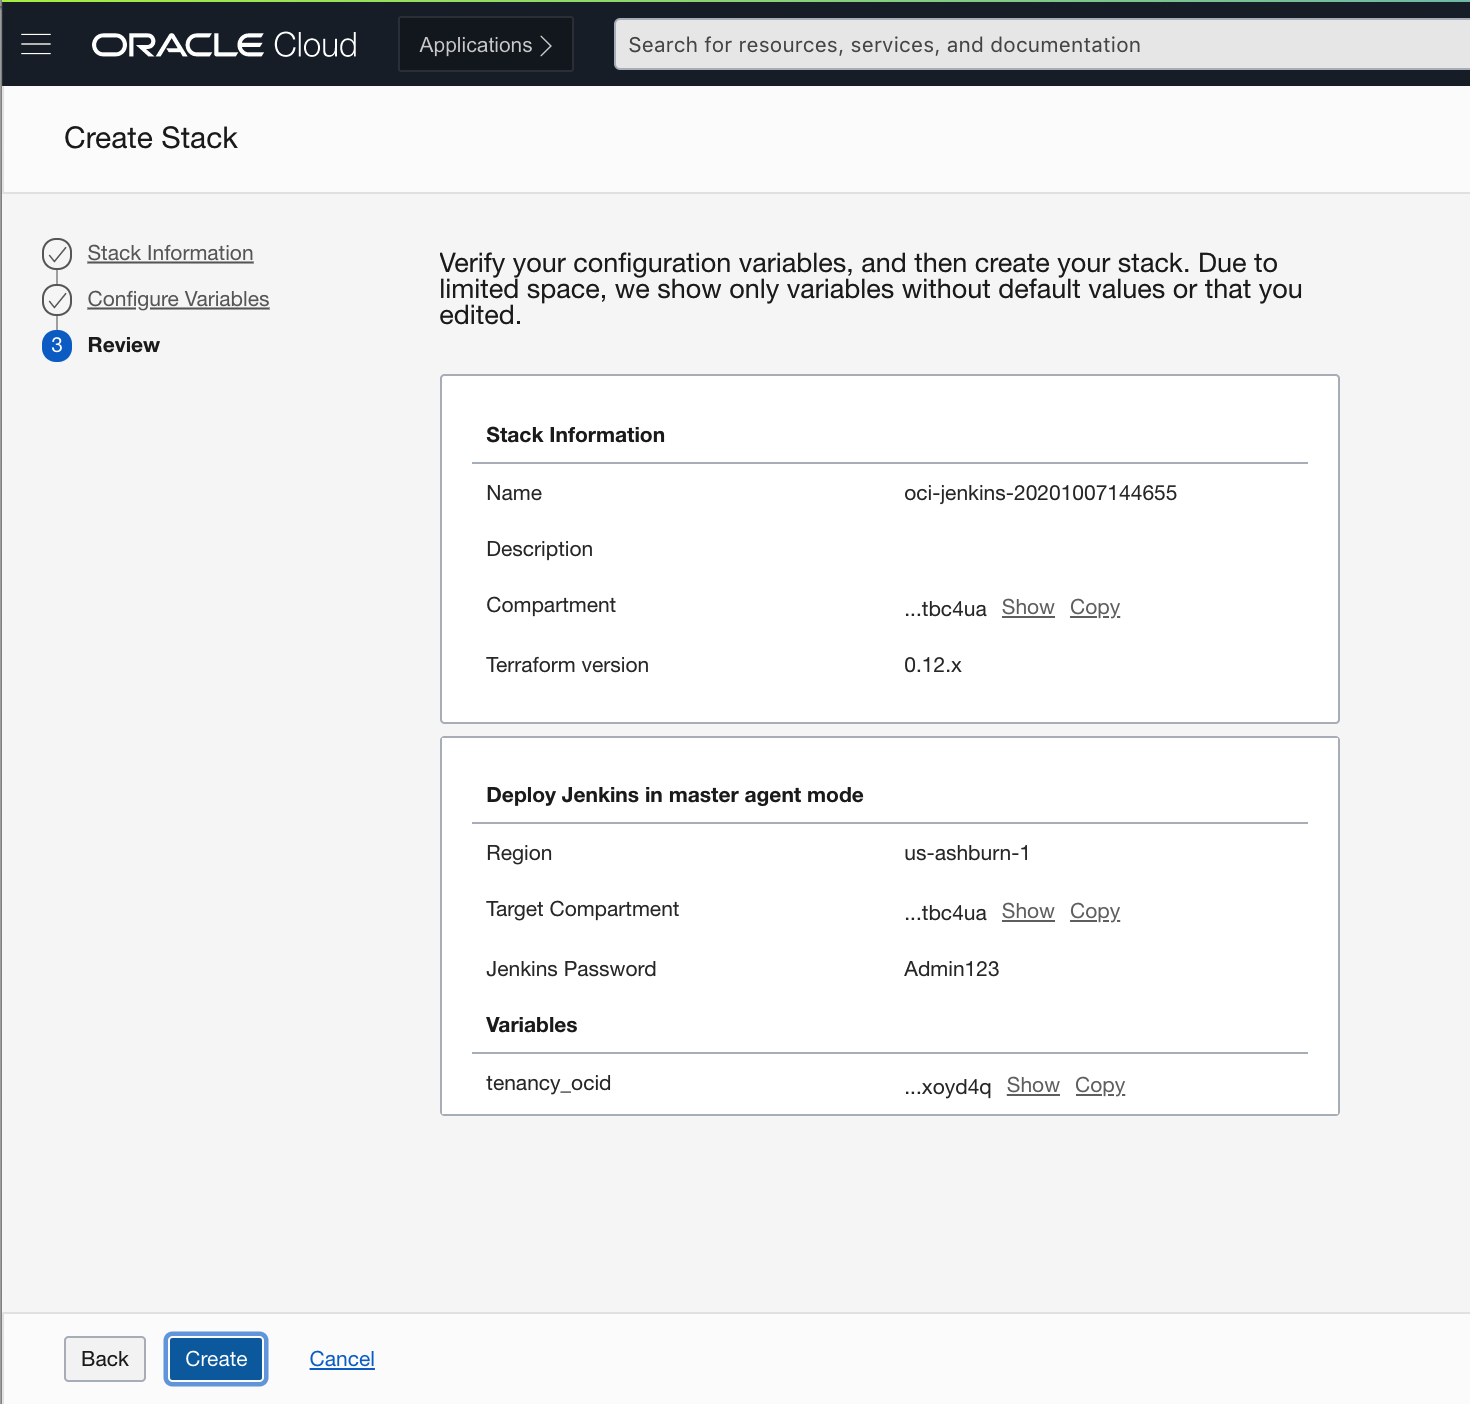 ORACLE Cloud
Applications
Search for resources, services, and documentation
Create Stack
Stack Information
Configure Variables
3 Review
Verify your configuration variables, and then create your stack. Due to
limited space, we show only variables without default values or that you
edited.
Stack Information
Name oci-jenkins-20201007144655
Description
Compartment ...tbc4ua Show Copy
Terraform version 0.12.x
Deploy Jenkins in master agent mode
Region us-ashburn-1
Target Compartment ...tbc4ua Show Copy
Jenkins Password Admin123
Variables
tenancy_ocid ...xoyd4q Show Copy
Back Create Cancel